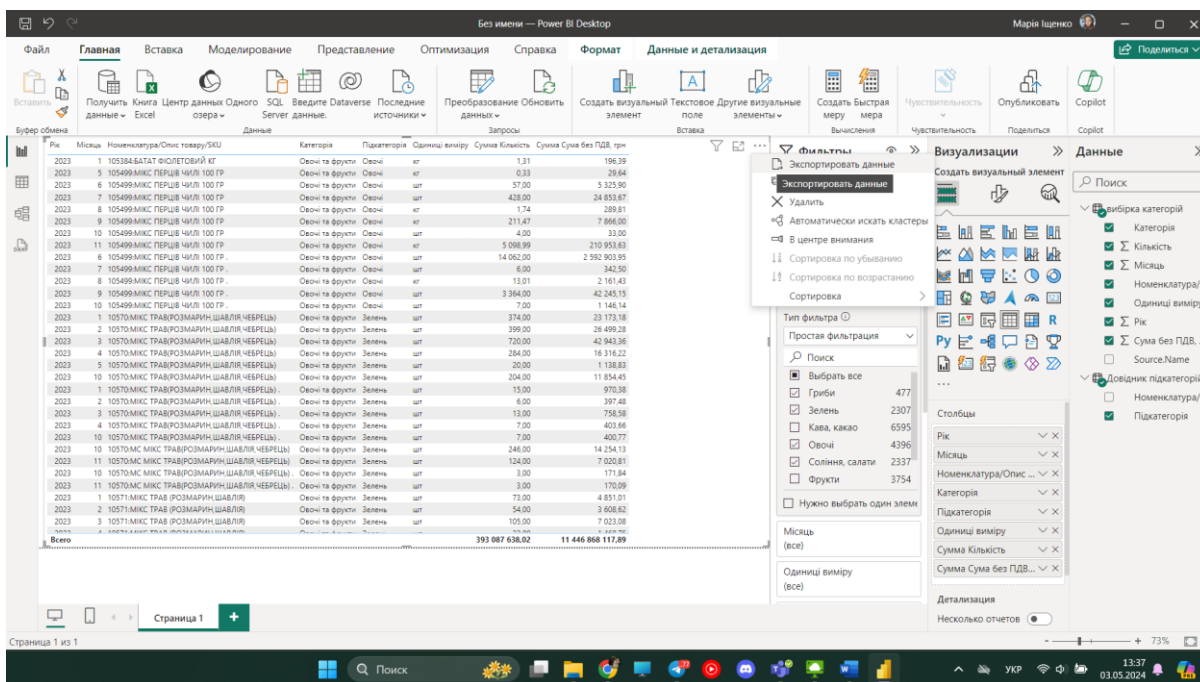 Без имени — Power BI Desktop
Марія Іщенко
Файл Главная Вставка Моделирование Представление Оптимизация Справка Формат Данные и детализация
Поделиться
Вставить
Получить данные
Книга Excel
Центр данных OneLake
SQL Server
Введите данные.
Dataverse
Последние источники
Преобразование данных
Обновить
Создать визуальный элемент
Текстовое поле
Другие визуальные элементы
Создать меру
Быстрая мера
Чувствительность
Опубликовать
Copilot
Буфер обмена Данные Запросы Вставка Вычисления Чувствительность Поделиться Copilot
Рік Місяць Номенклатура/Опис товару/SKU Категорія Підкатегорія Одиниці виміру Сумма Кількість Сумма Сума без ПДВ, грн
2023 1 105384:БАТАТ ФІОЛЕТОВИЙ КГ Овочі та фрукти Овочі кг 1,31 196,39
2023 5 105499:МІКС ПЕРЦІВ ЧИЛІ 100 ГР Овочі та фрукти Овочі кг 0,33 29,64
2023 6 105499:МІКС ПЕРЦІВ ЧИЛІ 100 ГР Овочі та фрукти Овочі шт 57,00 5 325,90
2023 7 105499:МІКС ПЕРЦІВ ЧИЛІ 100 ГР Овочі та фрукти Овочі шт 428,00 24 853,67
2023 8 105499:МІКС ПЕРЦІВ ЧИЛІ 100 ГР Овочі та фрукти Овочі кг 1,74 289,81
2023 9 105499:МІКС ПЕРЦІВ ЧИЛІ 100 ГР Овочі та фрукти Овочі кг 211,47 7 866,00
2023 10 105499:МІКС ПЕРЦІВ ЧИЛІ 100 ГР Овочі та фрукти Овочі шт 4,00 33,00
2023 11 105499:МІКС ПЕРЦІВ ЧИЛІ 100 ГР Овочі та фрукти Овочі кг 5 098,99 210 953,63
2023 6 105499:МІКС ПЕРЦІВ ЧИЛІ 100 ГР . Овочі та фрукти Овочі шт 14 062,00 2 592 903,95
2023 7 105499:МІКС ПЕРЦІВ ЧИЛІ 100 ГР . Овочі та фрукти Овочі шт 6,00 342,50
2023 8 105499:МІКС ПЕРЦІВ ЧИЛІ 100 ГР . Овочі та фрукти Овочі кг 13,01 2 161,43
2023 9 105499:МІКС ПЕРЦІВ ЧИЛІ 100 ГР . Овочі та фрукти Овочі шт 3 364,00 42 245,15
2023 10 105499:МІКС ПЕРЦІВ ЧИЛІ 100 ГР . Овочі та фрукти Овочі шт 7,00 1 146,14
2023 1 10570:МІКС ТРАВ(РОЗМАРИН,ШАВЛІЯ,ЧЕБРЕЦЬ) Овочі та фрукти Зелень шт 374,00 23 173,18
2023 2 10570:МІКС ТРАВ(РОЗМАРИН,ШАВЛІЯ,ЧЕБРЕЦЬ) Овочі та фрукти Зелень шт 399,00 26 499,28
2023 3 10570:МІКС ТРАВ(РОЗМАРИН,ШАВЛІЯ,ЧЕБРЕЦЬ) Овочі та фрукти Зелень шт 720,00 42 943,36
2023 4 10570:МІКС ТРАВ(РОЗМАРИН,ШАВЛІЯ,ЧЕБРЕЦЬ) Овочі та фрукти Зелень шт 284,00 16 316,22
2023 5 10570:МІКС ТРАВ(РОЗМАРИН,ШАВЛІЯ,ЧЕБРЕЦЬ) Овочі та фрукти Зелень шт 20,00 1 138,83
2023 10 10570:МІКС ТРАВ(РОЗМАРИН,ШАВЛІЯ,ЧЕБРЕЦЬ) Овочі та фрукти Зелень шт 204,00 11 854,45
2023 1 10570:МІКС ТРАВ(РОЗМАРИН,ШАВЛІЯ,ЧЕБРЕЦЬ) . Овочі та фрукти Зелень шт 15,00 970,38
2023 2 10570:МІКС ТРАВ(РОЗМАРИН,ШАВЛІЯ,ЧЕБРЕЦЬ) . Овочі та фрукти Зелень шт 6,00 397,48
2023 3 10570:МІКС ТРАВ(РОЗМАРИН,ШАВЛІЯ,ЧЕБРЕЦЬ) . Овочі та фрукти Зелень шт 13,00 758,58
2023 4 10570:МІКС ТРАВ(РОЗМАРИН,ШАВЛІЯ,ЧЕБРЕЦЬ) . Овочі та фрукти Зелень шт 7,00 403,66
2023 10 10570:МІКС ТРАВ(РОЗМАРИН,ШАВЛІЯ,ЧЕБРЕЦЬ) . Овочі та фрукти Зелень шт 7,00 400,77
2023 10 10570:МС МІКС ТРАВ(РОЗМАРИН,ШАВЛІЯ,ЧЕБРЕЦЬ) Овочі та фрукти Зелень шт 246,00 14 254,13
2023 11 10570:МС МІКС ТРАВ(РОЗМАРИН,ШАВЛІЯ,ЧЕБРЕЦЬ) Овочі та фрукти Зелень шт 124,00 7 020,81
2023 10 10570:МС МІКС ТРАВ(РОЗМАРИН,ШАВЛІЯ,ЧЕБРЕЦЬ) . Овочі та фрукти Зелень шт 3,00 171,84
2023 11 10570:МС МІКС ТРАВ(РОЗМАРИН,ШАВЛІЯ,ЧЕБРЕЦЬ) . Овочі та фрукти Зелень шт 3,00 170,09
2023 1 10571:МІКС ТРАВ (РОЗМАРИН,ШАВЛІЯ) Овочі та фрукти Зелень шт 73,00 4 851,01
2023 2 10571:МІКС ТРАВ (РОЗМАРИН,ШАВЛІЯ) Овочі та фрукти Зелень шт 54,00 3 608,62
2023 3 10571:МІКС ТРАВ (РОЗМАРИН,ШАВЛІЯ) Овочі та фрукти Зелень шт 105,00 7 023,08
Всего 393 087 638,02 11 446 868 117,89
Фильтры
Экспортировать данные
Экспортировать данные
Удалить
Автоматически искать кластеры
В центре внимания
Сортировка по убыванию
Сортировка по возрастанию
Сортировка
Тип фильтра
Простая фильтрация
Поиск
Выбрать все
Гриби 477
Зелень 2307
Кава, какао 6595
Овочі 4396
Соління, салати 2337
Фрукти 3754
Нужно выбрать один элем
Місяць
(все)
Одиниці виміру
(все)
Визуализации
Создать визуальный элемент
R
Py
Столбцы
Рік
Місяць
Номенклатура/Опис ...
Категорія
Підкатегорія
Одиниці виміру
Сумма Кількість
Сумма Сума без ПДВ...
Детализация
Несколько отчетов
Данные
Поиск
вибірка категорій
Категорія
Кількість
Місяць
Номенклатура/
Одиниці виміру
Рік
Сума без ПДВ,
Source.Name
Довідник підкатегорій
Номенклатура/
Підкатегорія
Страница 1
Страница 1 из 1
73%
Поиск
УКР
13:37
03.05.2024